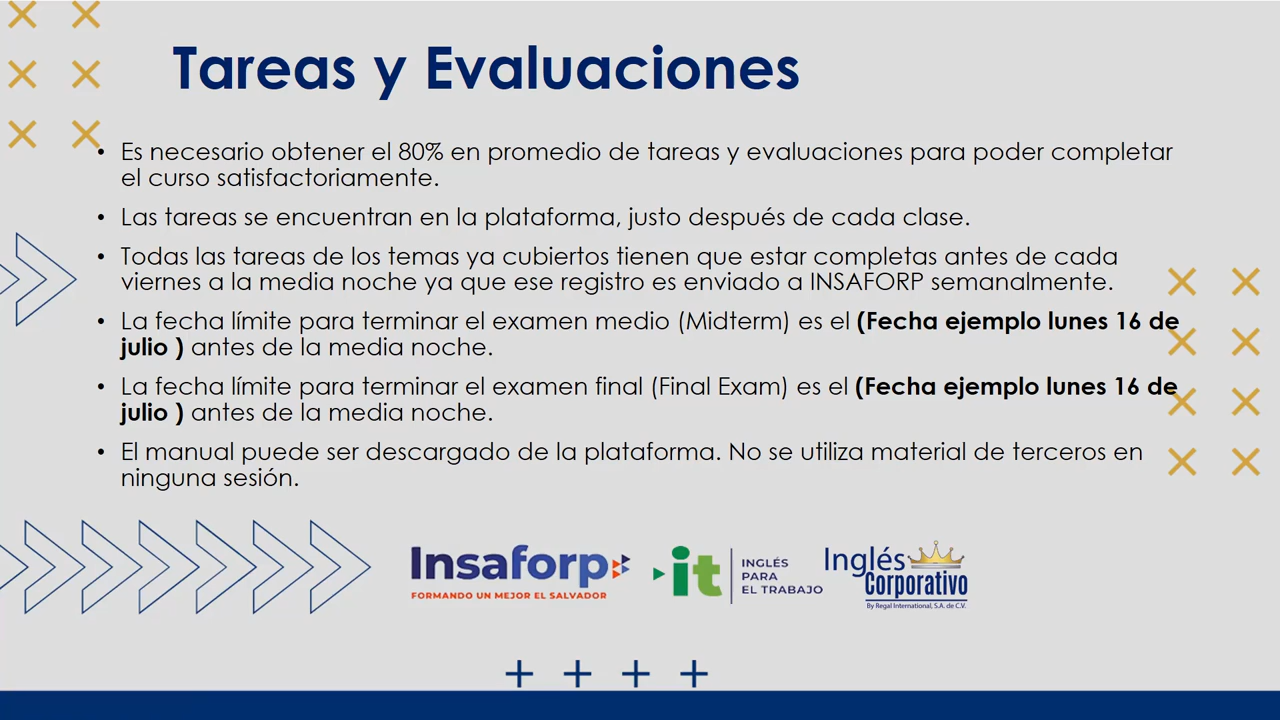 Tareas y Evaluaciones
• Es necesario obtener el 80% en promedio de tareas y evaluaciones para poder completar
el curso satisfactoriamente.
• Las tareas se encuentran en la plataforma, justo después de cada clase.
• Todas las tareas de los temas ya cubiertos tienen que estar completas antes de cada
viernes a la media noche ya que ese registro es enviado a INSAFORP semanalmente.
• La fecha límite para terminar el examen medio (Midterm) es el (Fecha ejemplo lunes 16 de
julio ) antes de la media noche.
• La fecha límite para terminar el examen final (Final Exam) es el (Fecha ejemplo lunes 16 de
julio ) antes de la media noche.
• El manual puede ser descargado de la plataforma. No se utiliza material de terceros en
ninguna sesión.
Insaforp
FORMANDO UN MEJOR EL SALVADOR
it
INGLÉS
PARA
EL TRABAJO
Inglés
Corporativo
By Regal International, S.A. de C.V.